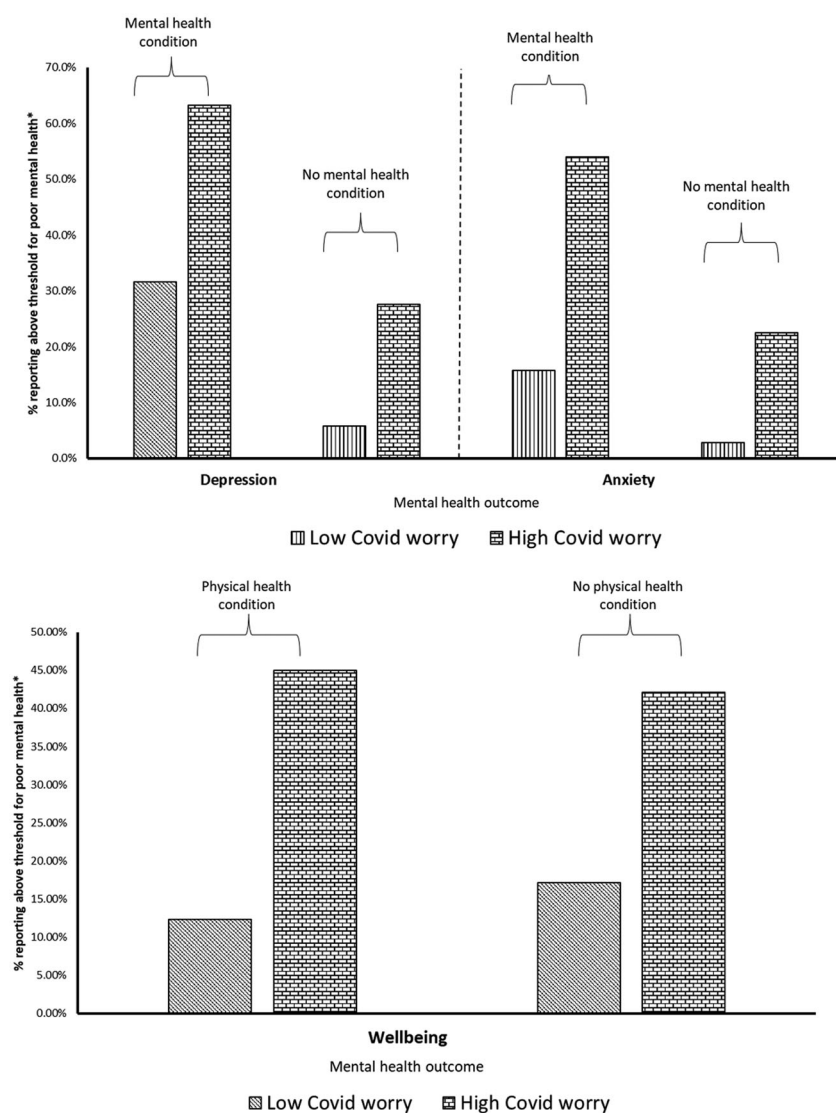 Mental health
condition
Mental health
condition
No mental health
condition
No mental health
condition
% reporting above threshold for poor mental health*
70.0%
60.0%
50.0%
40.0%
30.0%
20.0%
10.0%
0.0%
Depression
Anxiety
Mental health outcome
Low Covid worry
High Covid worry
Physical health
condition
No physical health
condition
% reporting above threshold for poor mental health*
50.00%
45.00%
40.00%
35.00%
30.00%
25.00%
20.00%
15.00%
10.00%
5.00%
0.00%
Wellbeing
Mental health outcome
Low Covid worry
High Covid worry